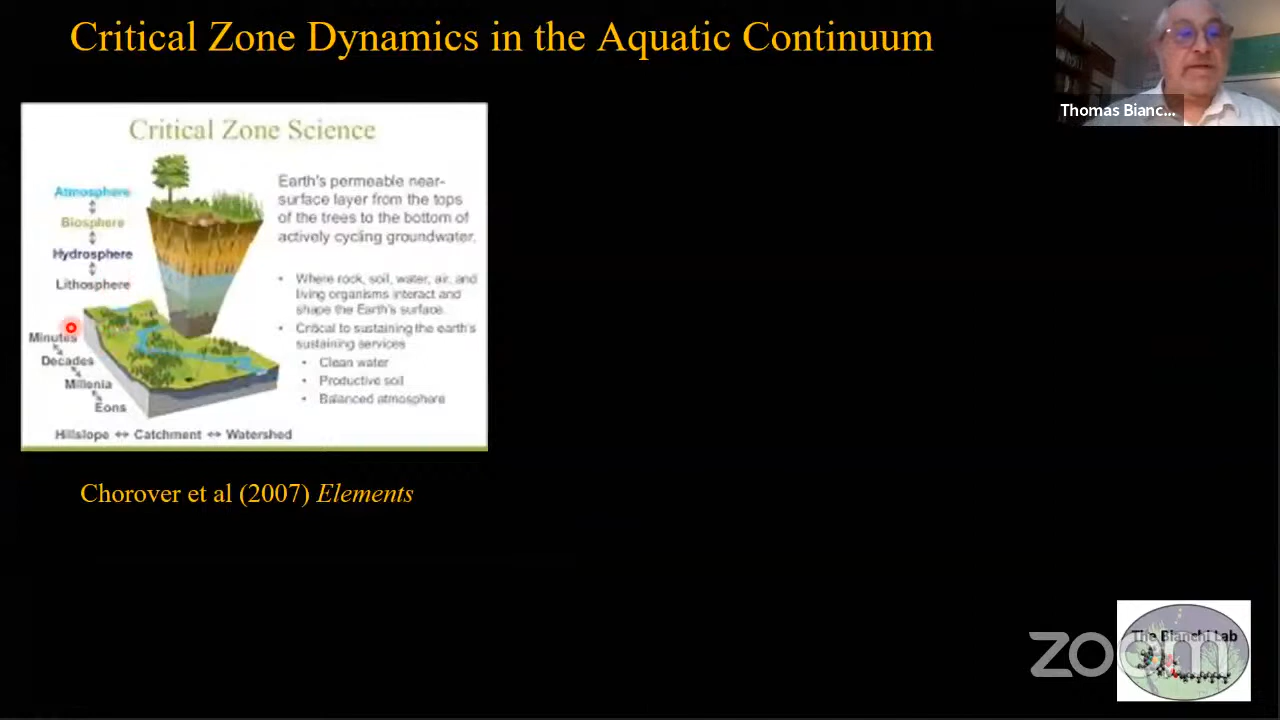 Critical Zone Dynamics in the Aquatic Continuum
Thomas Bianc...
Critical Zone Science
Atmosphere
Biosphere
Hydrosphere
Lithosphere
Earth's permeable near-
surface layer from the tops
of the trees to the bottom of
actively cycling groundwater.
• Where rock, soil, water, air, and
living organisms interact and
shape the Earth's surface.
• Critical to sustaining the earth's
sustaining services
• Clean water
• Productive soil
• Balanced atmosphere
Minutes
Decades
Millenia
Eons
Hillslope ↔ Catchment ↔ Watershed
Chorover et al (2007) Elements
The Bianchi Lab
zoom